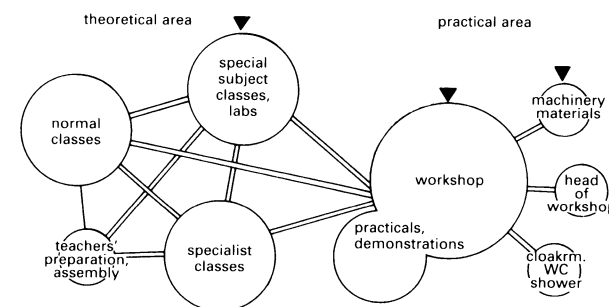 theoretical area
practical area
special
subject
classes,
labs
normal
classes
teachers'
preparation,
assembly
specialist
classes
workshop
practicals,
demonstrations
machinery
materials
head
of
workshop
cloakrm.
WC
shower